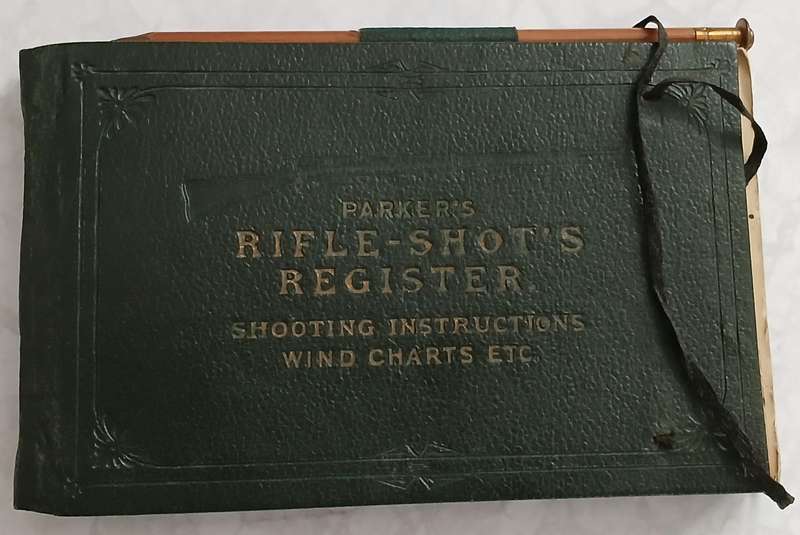 PARKER'S
RIFLE-SHOT'S
REGISTER.
SHOOTING INSTRUCTIONS
WIND CHARTS ETC.